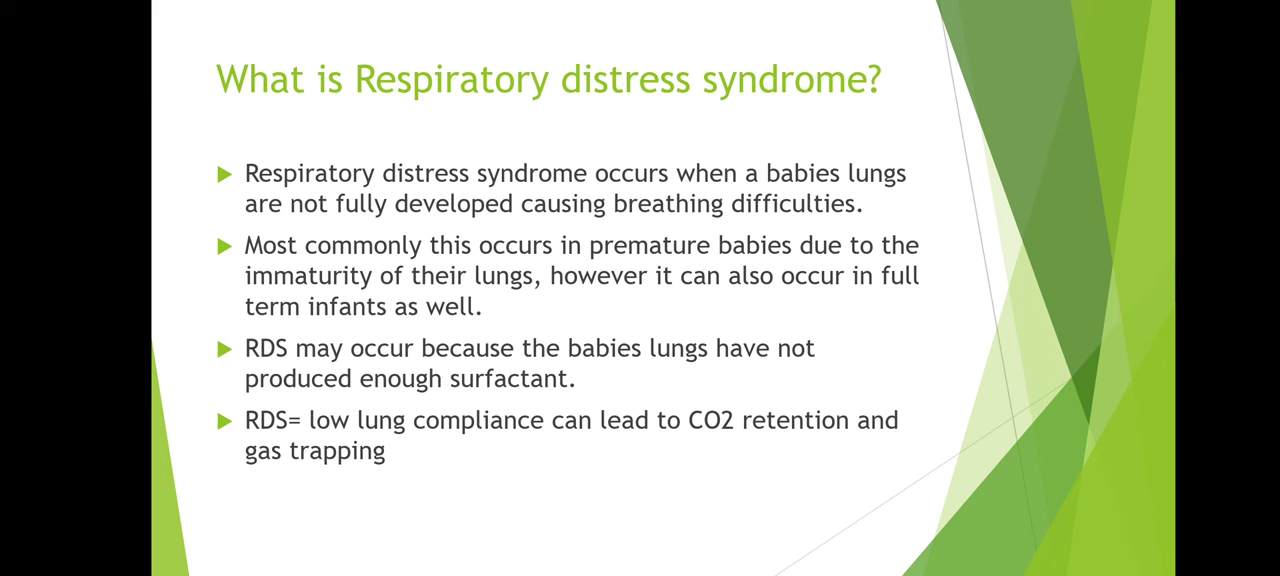 What is Respiratory distress syndrome?
Respiratory distress syndrome occurs when a babies lungs
are not fully developed causing breathing difficulties.
Most commonly this occurs in premature babies due to the
immaturity of their lungs, however it can also occur in full
term infants as well.
RDS may occur because the babies lungs have not
produced enough surfactant.
RDS= low lung compliance can lead to CO2 retention and
gas trapping